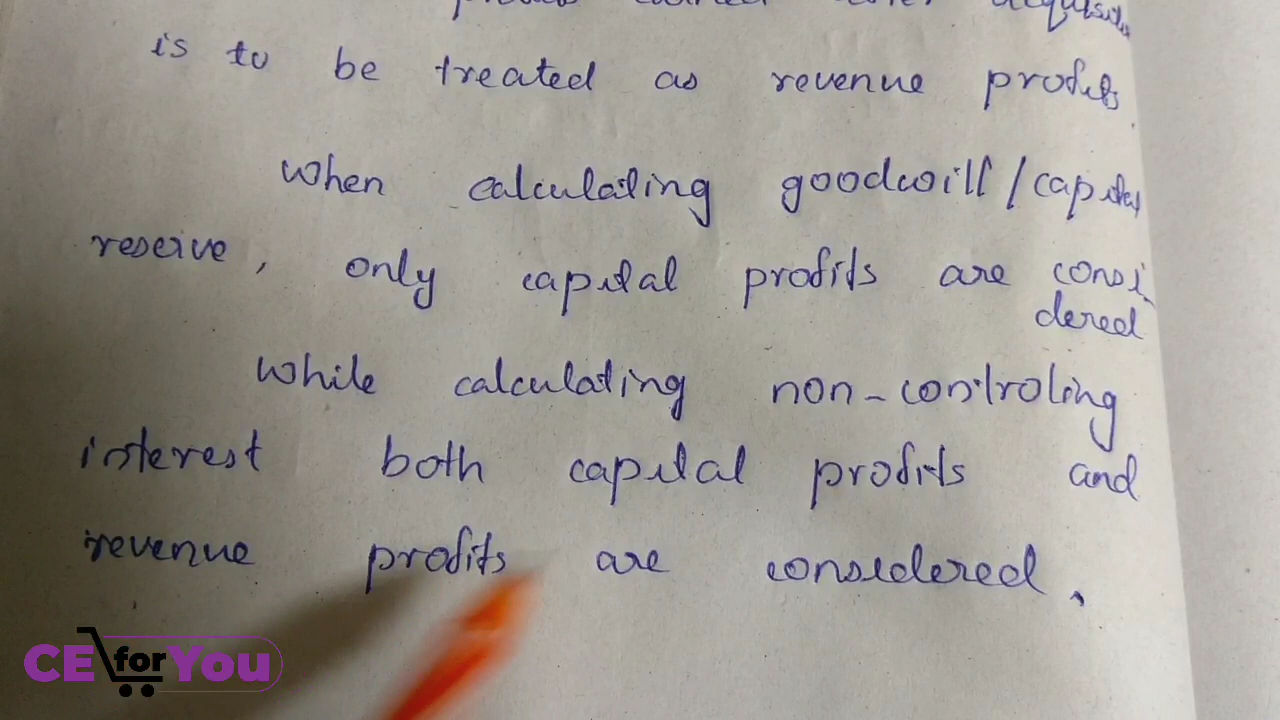 is to be treated as revenue profits.
When calculating goodwill/capital
reserve, only capital profits are consi
dered
While calculating non-controling
interest both capital profits and
revenue profits are considered.
CE for You